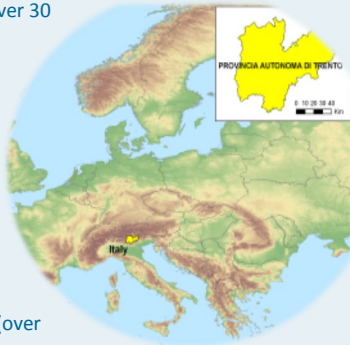 ver 30
PROVINCIA AUTONOMA DI TRENTO
0 10 20 30 40
Km
Italy
(over